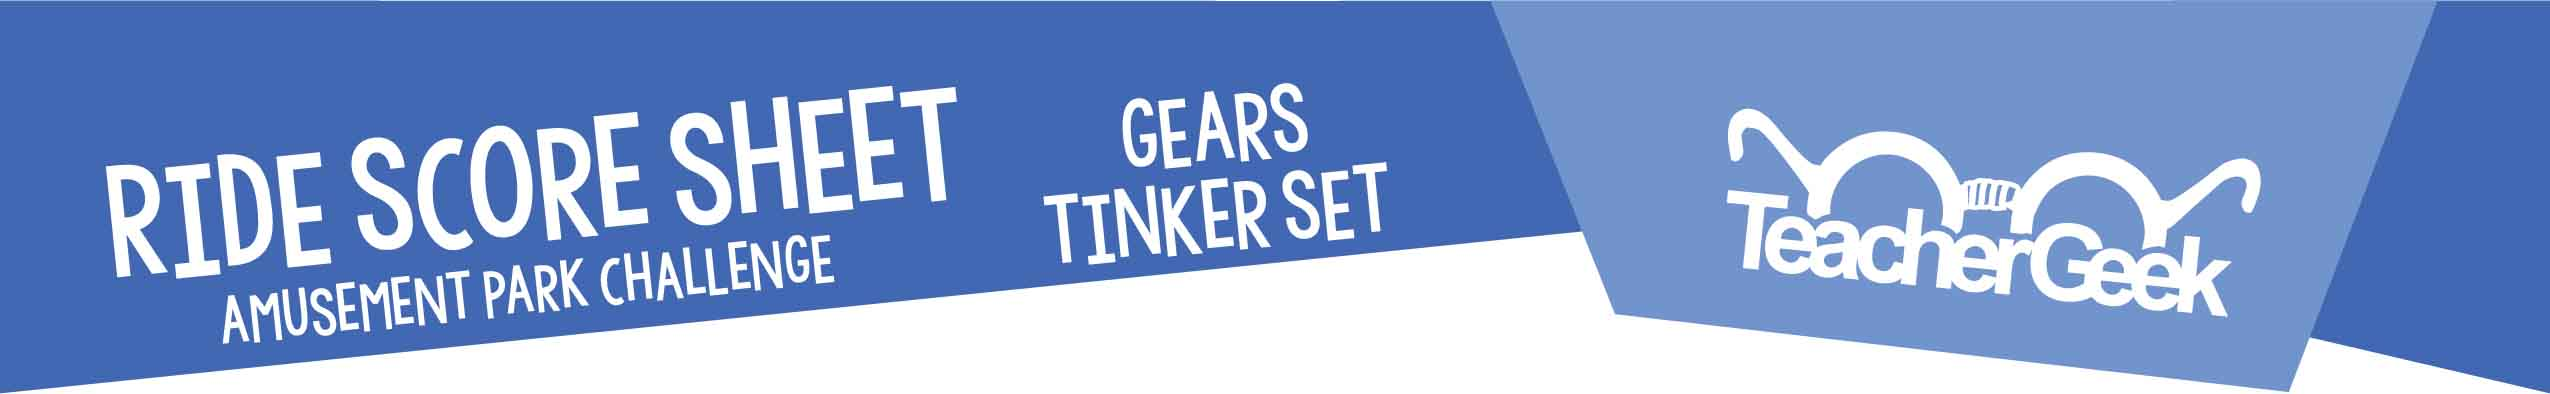 RIDE SCORE SHEET
AMUSEMENT PARK CHALLENGE
GEARS
TINKER SET
TeacherGeek